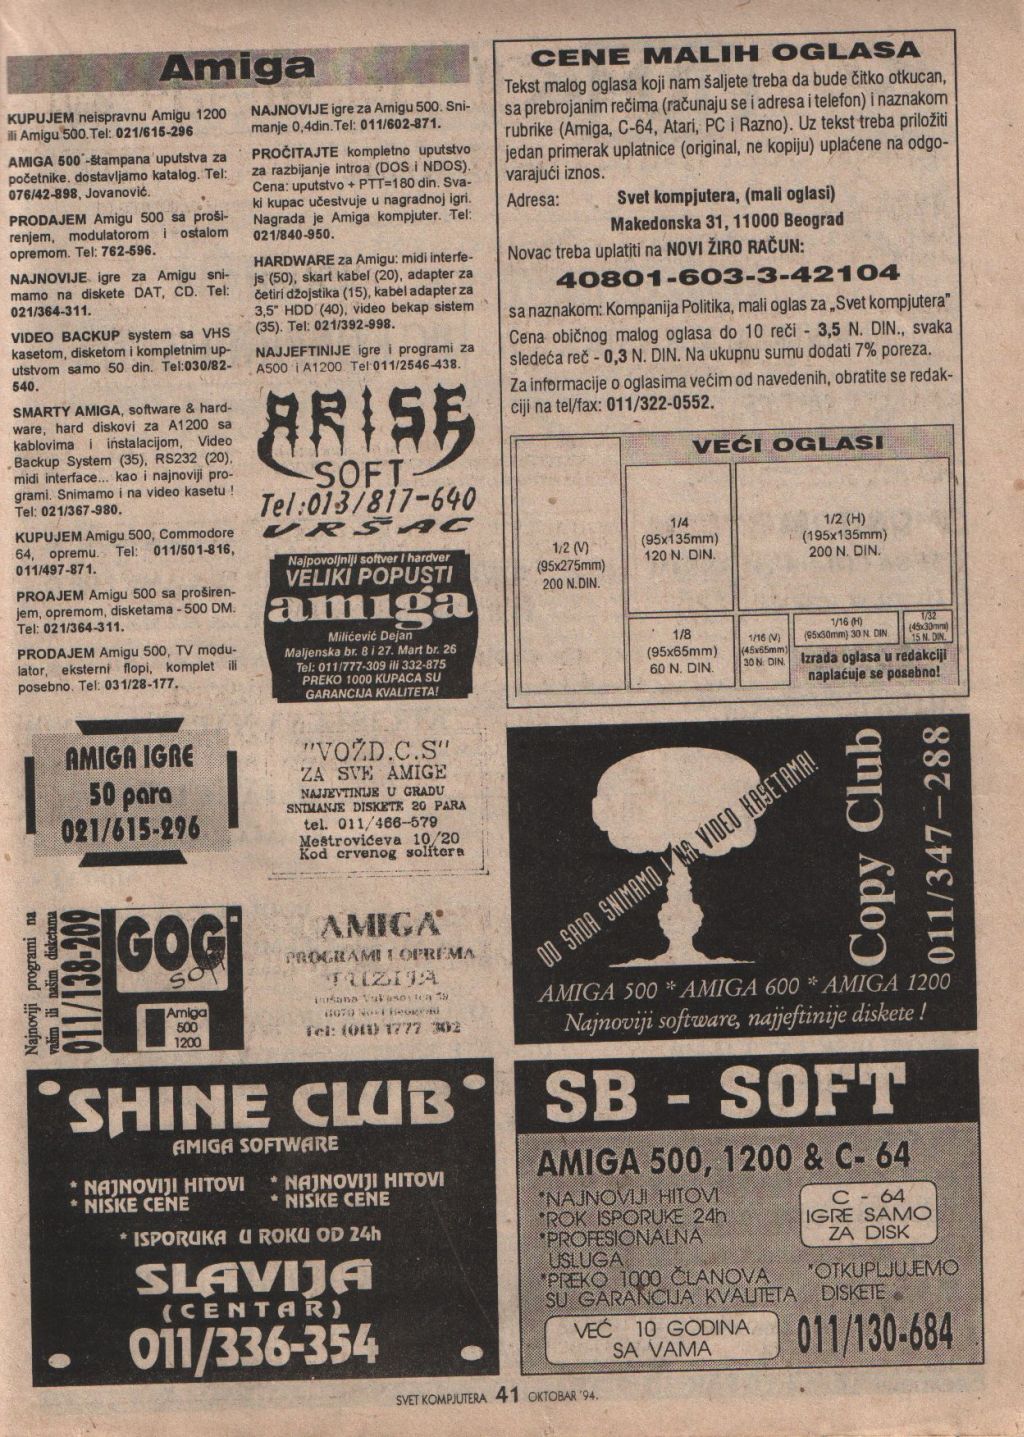 Amiga
KUPUJEM neispravnu Amigu 1200
ili Amigu 500.Tel: 021/615-296
AMIGA 500 -štampana uputstva za
početnike. dostavljamo katalog. Tel:
076/42-898, Jovanović.
PRODAJEM Amigu 500 sa proši-
renjem, modulatorom i ostalom
opremom. Tel: 762-596.
NAJNOVIJE igre za Amigu sni-
mamo na diskete DAT, CD. Tel:
021/364-311.
VIDEO BACKUP system sa VHS
kasetom, disketom i kompletnim up-
utstvom samo 50 din. Tel:030/82-
540.
SMARTY AMIGA, software & hard-
ware, hard diskovi za A1200 sa
kablovima i instalacijom, Video
Backup System (35), RS232 (20),
midi interface... kao i najnoviji pro-
grami. Snimamo i na video kasetu !
Tel: 021/367-980.
KUPUJEM Amigu 500, Commodore
64, opremu. Tel: 011/501-816,
011/497-871.
PROAJEM Amigu 500 sa proširen-
jem, opremom, disketama - 500 DM.
Tel: 021/364-311.
PRODAJEM Amigu 500, TV modu-
lator, eksterni flopi, komplet ili
posebno. Tel: 031/28-177.
NAJNOVIJE igre za Amigu 500. Sni-
manje 0,4din.Tel: 011/602-871.
PROČITAJTE kompletno uputstvo
za razbijanje introa (DOS i NDOS).
Cena: uputstvo + PTT=180 din. Sva-
ki kupac učestvuje u nagradnoj igri.
Nagrada je Amiga kompjuter. Tel:
021/840-950.
HARDWARE za Amigu: midi interfe-
js (50), skart kabel (20), adapter za
četiri džojstika (15), kabel adapter za
3,5" HDD (40), video bekap sistem
(35). Tel: 021/392-998.
NAJJEFTINIJE igre i programi za
A500 i A1200 Tel:011/2546-438.
ARISE
SOFT
Tel:013/817-640
VRŠAC
Najpovoljniji softver i hardver
VELIKI POPUSTI
amiga
Milićević Dejan
Maljenska br. 8 i 27. Mart br. 26
Tel: 011/777-309 ili 332-875
PREKO 1000 KUPACA SU
GARANCIJA KVALITETA!
CENE MALIH OGLASA
Tekst malog oglasa koji nam šaljete treba da bude čitko otkucan,
sa prebrojanim rečima (računaju se i adresa i telefon) i naznakom
rubrike (Amiga, C-64, Atari, PC i Razno). Uz tekst treba priložiti
jedan primerak uplatnice (original, ne kopiju) uplaćene na odgo-
varajući iznos.
Adresa: Svet kompjutera, (mali oglasi)
Makedonska 31, 11000 Beograd
Novac treba uplatiti na NOVI ŽIRO RAČUN:
40801-603-3-42104
sa naznakom: Kompanija Politika, mali oglas za „Svet kompjutera”
Cena običnog malog oglasa do 10 reči - 3,5 N. DIN., svaka
sledeća reč - 0,3 N. DIN. Na ukupnu sumu dodati 7% poreza.
Za informacije o oglasima većim od navedenih, obratite se redak-
ciji na tel/fax: 011/322-0552.
VEĆI OGLASI
1/2 (V)
(95x275mm)
200 N.DIN.
1/4
(95x135mm)
120 N. DIN.
1/2 (H)
(195x135mm)
200 N. DIN.
1/8
(95x65mm)
60 N. DIN.
1/16 (V)
(45x65mm)
30 N. DIN.
1/16 (H)
(95x30mm) 30 N. DIN
1/32
(45x30mm)
15 N. DIN.
Izrada oglasa u redakciji
naplaćuje se posebno!
AMIGA IGRE
50 para
021/615-296
"VOŽD.C.S"
ZA SVE AMIGE
NAJJEVTINIJE U GRADU
SNIMANJE DISKETE 20 PARA
tel. 011/466-579
Meštrovićeva 10/20
Kod crvenog solitera
OD SADA SNIMAMO I NA VIDEO KASETAMA!
Copy Club
011/347-288
AMIGA 500 * AMIGA 600 * AMIGA 1200
Najnoviji software, najjeftinije diskete !
Najnoviji programi na
vašim ili našim disketama
011/138-209
GOGI
SOFT
Amiga
500
1200
AMIGA
PROGRAMI I OPREMA
Novi Beograd
Tel: (011) 1777 302
SHINE CLUB
AMIGA SOFTWARE
* NAJNOVIJI HITOVI * NAJNOVIJI HITOVI
* NISKE CENE * NISKE CENE
* ISPORUKA U ROKU OD 24h
SLAVIJA
(CENTAR)
011/336-354
SB - SOFT
AMIGA 500, 1200 & C- 64
*NAJNOVIJI HITOVI
*ROK ISPORUKE 24h
*PROFESIONALNA
USLUGA
*PREKO 1000 ČLANOVA
SU GARANCIJA KVALITETA
C - 64
IGRE SAMO
ZA DISK
*OTKUPLJUJEMO
DISKETE
VEĆ 10 GODINA
SA VAMA
011/130-684
SVET KOMPJUTERA 41 OKTOBAR '94.